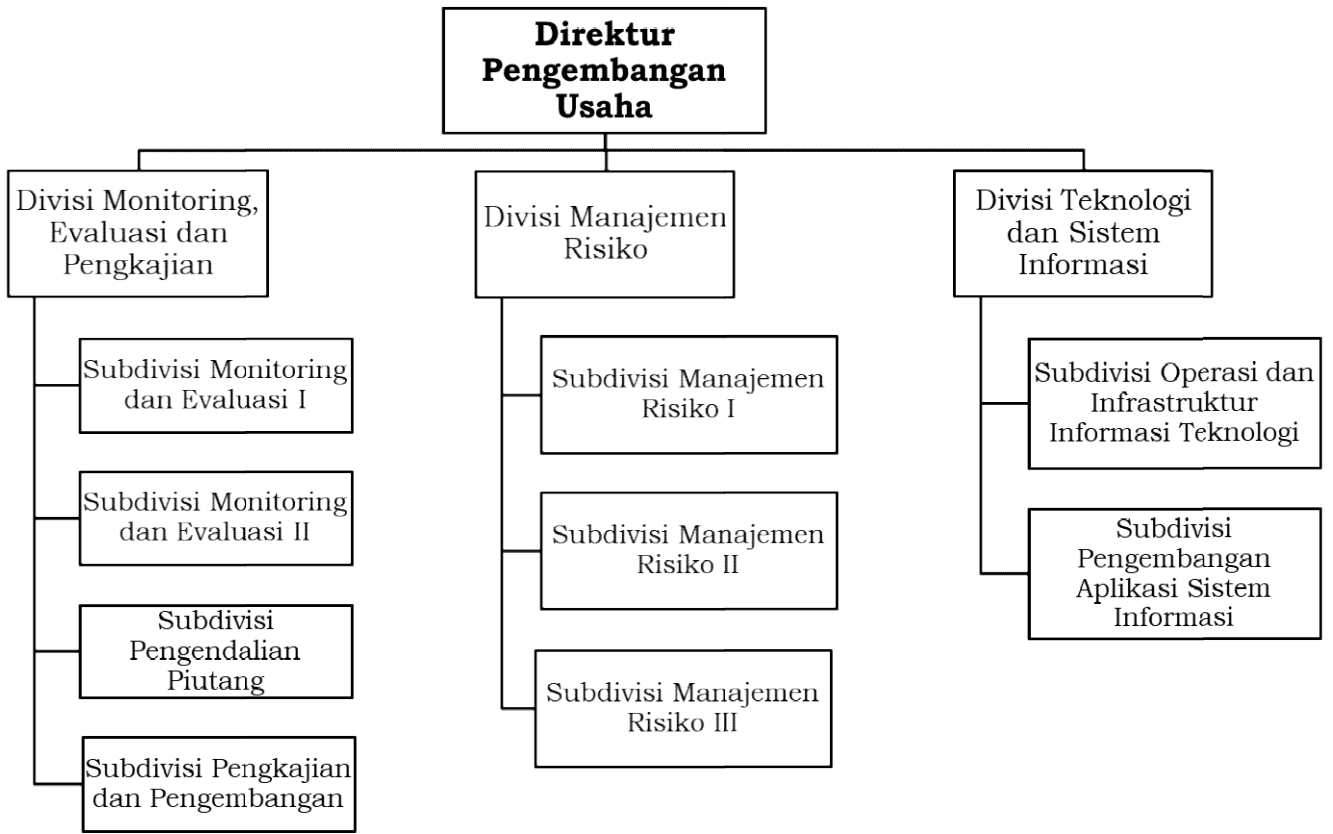 Direktur
Pengembangan
Usaha
Divisi Monitoring,
Evaluasi dan
Pengkajian
Subdivisi Monitoring
dan Evaluasi I
Subdivisi Monitoring
dan Evaluasi II
Subdivisi
Pengendalian
Piutang
Subdivisi Pengkajian
dan Pengembangan
Divisi Manajemen
Risiko
Subdivisi Manajemen
Risiko I
Subdivisi Manajemen
Risiko II
Subdivisi Manajemen
Risiko III
Divisi Teknologi
dan Sistem
Informasi
Subdivisi Operasi dan
Infrastruktur
Informasi Teknologi
Subdivisi
Pengembangan
Aplikasi Sistem
Informasi